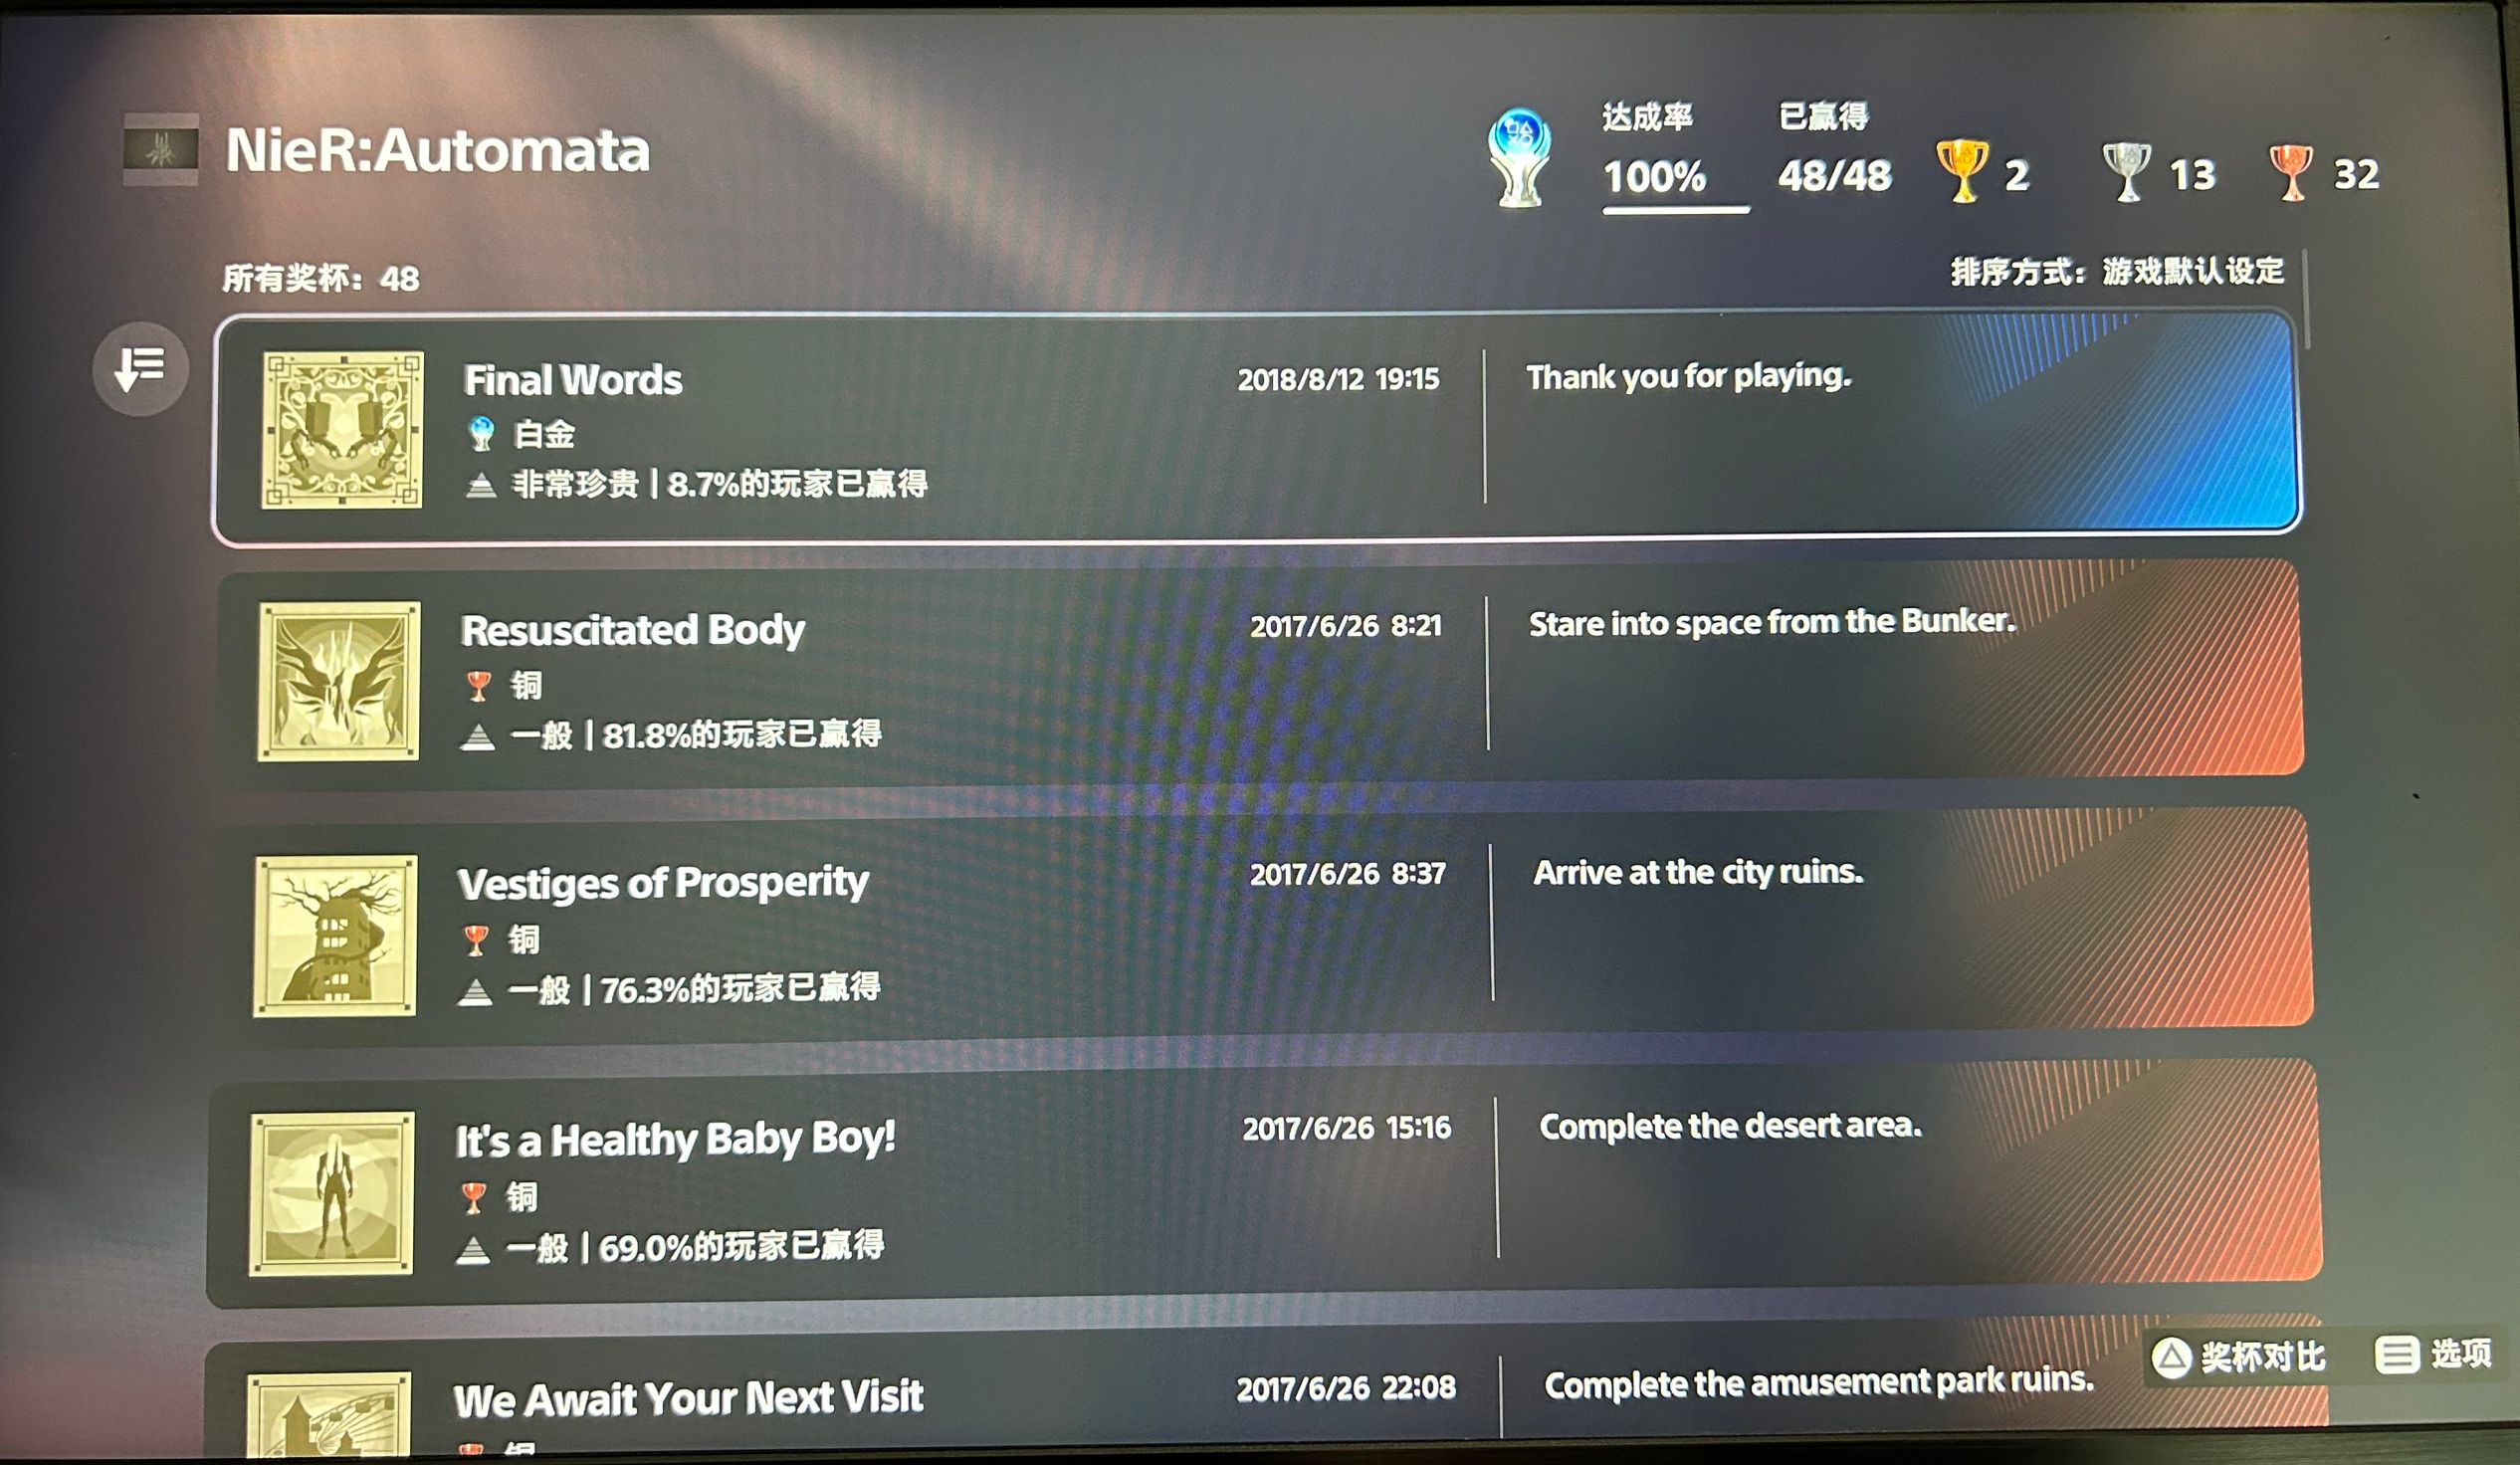 NieR:Automata
达成率
已赢得
100%
48/48
2
13
32
所有奖杯：48
排序方式：游戏默认设定
Final Words
2018/8/12 19:15
Thank you for playing.
白金
非常珍贵 | 8.7%的玩家已赢得
Resuscitated Body
2017/6/26 8:21
Stare into space from the Bunker.
铜
一般 | 81.8%的玩家已赢得
Vestiges of Prosperity
2017/6/26 8:37
Arrive at the city ruins.
铜
一般 | 76.3%的玩家已赢得
It's a Healthy Baby Boy!
2017/6/26 15:16
Complete the desert area.
铜
一般 | 69.0%的玩家已赢得
We Await Your Next Visit
2017/6/26 22:08
Complete the amusement park ruins.
奖杯对比
选项